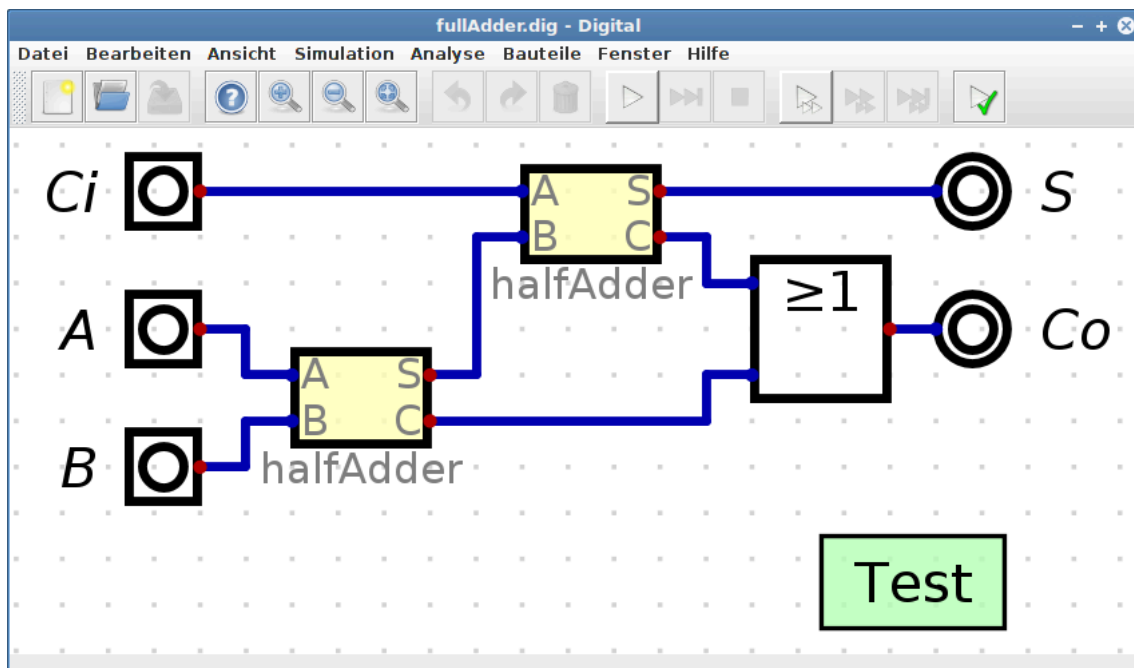 fullAdder.dig - Digital
Datei Bearbeiten Ansicht Simulation Analyse Bauteile Fenster Hilfe
?
Ci
A S
B C
halfAdder
S
A
≥1
Co
A S
B C
halfAdder
B
Test